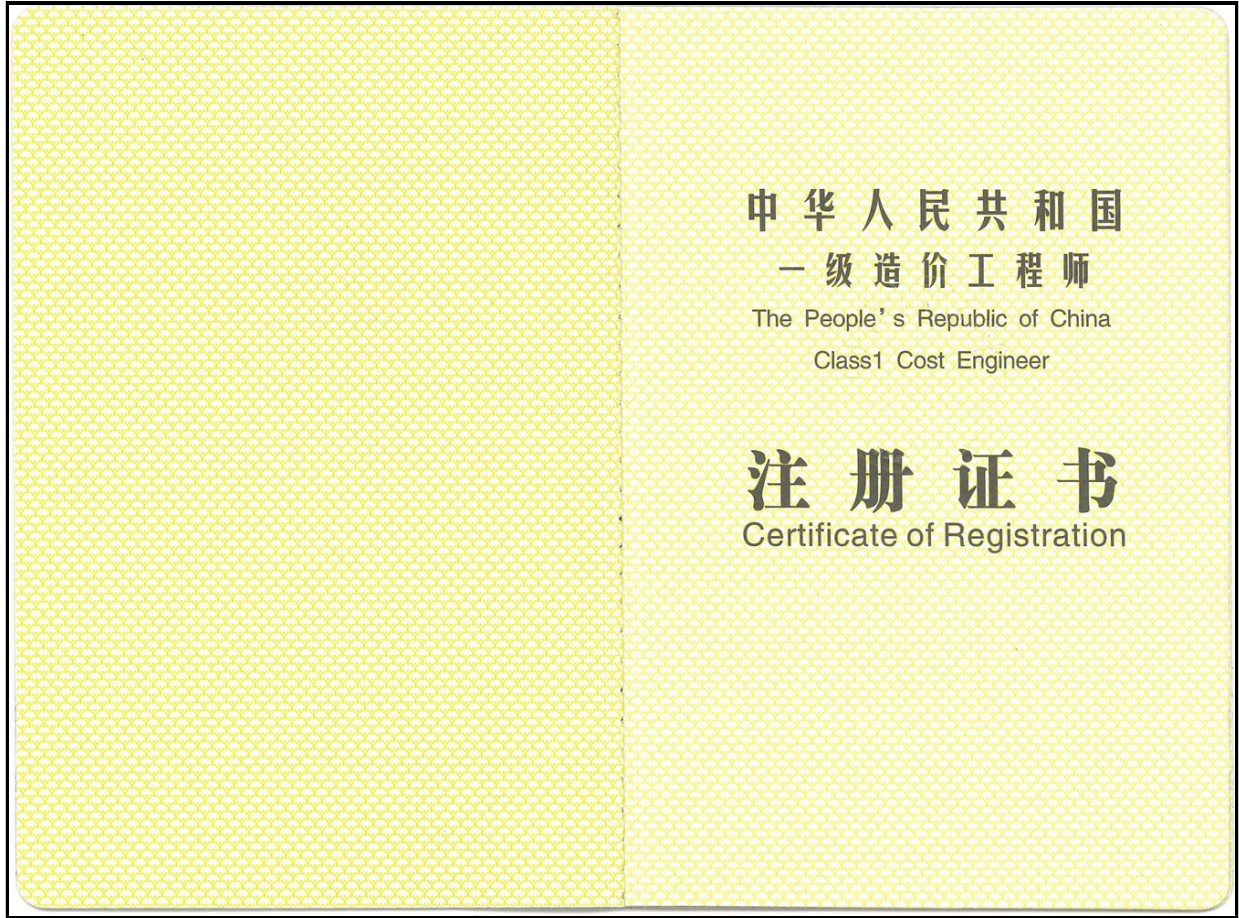 中华人民共和国
一级造价工程师
The People's Republic of China
Class1 Cost Engineer
注册证书
Certificate of Registration